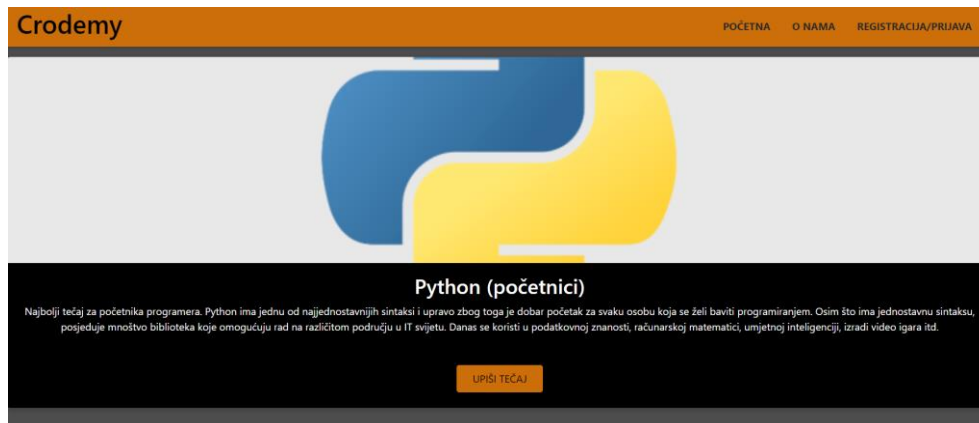 Crodemy
POČETNA O NAMA REGISTRACIJA/PRIJAVA
Python (početnici)
Najbolji tečaj za početnika programera. Python ima jednu od najjednostavnijih sintaksi i upravo zbog toga je dobar početak za svaku osobu koja se želi baviti programiranjem. Osim što ima jednostavnu sintaksu,
posjeduje mnoštvo biblioteka koje omogućuju rad na različitom području u IT svijetu. Danas se koristi u podatkovnoj znanosti, računarskoj matematici, umjetnoj inteligenciji, izradi video igara itd.
UPIŠI TEČAJ